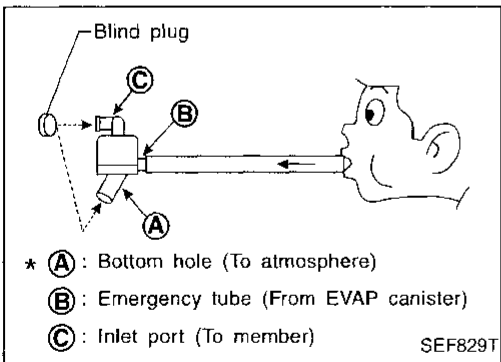 Blind plug
C
B
A
* A : Bottom hole (To atmosphere)
B : Emergency tube (From EVAP canister)
C : Inlet port (To member)
SEF829T